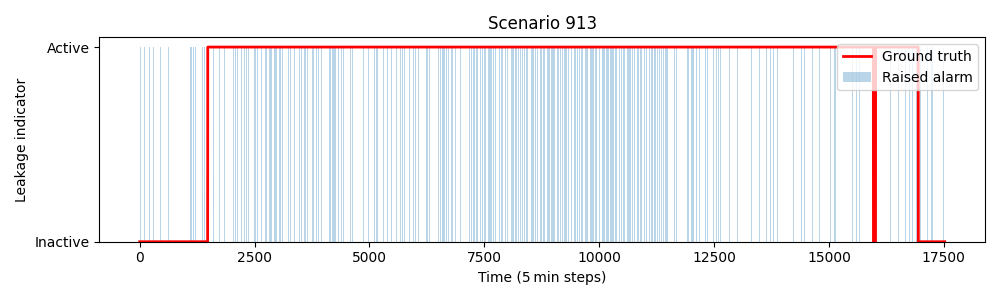 Scenario 913
Active
Inactive
Leakage indicator
Ground truth
Raised alarm
0 2500 5000 7500 10000 12500 15000 17500
Time (5 min steps)